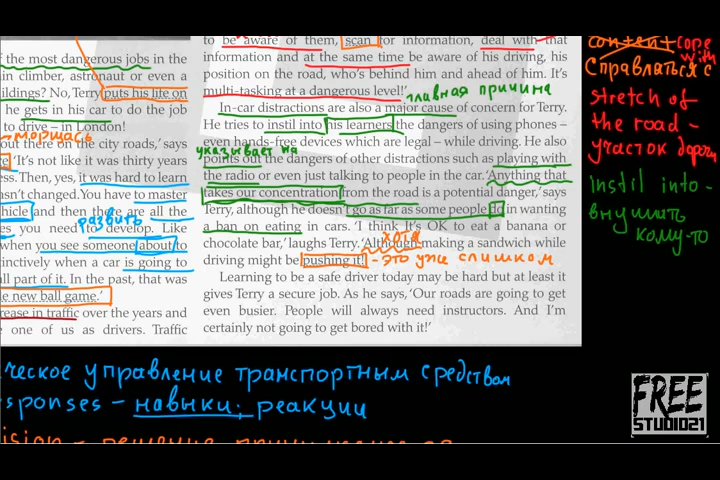 f the most dangerous jobs in the
in climber, astronaut or even a
ildings? No, Terry puts his life on
he gets in his car to do the job
to drive – in London!
морщась
out there on the city roads,' says
'It's not like it was thirty years
ess. Then, yes, it was hard to learn
asn't changed. You have to master
hicle and then there are all the
развить
es you need to develop. Like
when you see someone about to
tinctively when a car is going to
all part of it. In the past, that was
e new ball game.'
rease in traffic over the years and
e one of us as drivers. Traffic
to be aware of them, scan for information, deal with that
information and at the same time be aware of his driving, his
position on the road, who's behind him and ahead of him. It's
multi-tasking at a dangerous level!
главная причина
In-car distractions are also a major cause of concern for Terry.
He tries to instil into his learners the dangers of using phones –
even hands-free devices which are legal – while driving. He also
указывает на
points out the dangers of other distractions such as playing with
the radio or even just talking to people in the car. 'Anything that
takes our concentration from the road is a potential danger,' says
Terry, although he doesn't go as far as some people do in wanting
a ban on eating in cars. 'I think It's OK to eat a banana or
хотя
chocolate bar,' laughs Terry. 'Although making a sandwich while
driving might be pushing it!' - это уже слишком
Learning to be a safe driver today may be hard but at least it
gives Terry a secure job. As he says, 'Our roads are going to get
even busier. People will always need instructors. And I'm
certainly not going to get bored with it!'
cope
with
справляться с
stretch of
the road -
участок дороги
instil into -
внушить
кому-то
ческое управление транспортным средством
sponses – навыки; реакции
FREE
STUDIO21